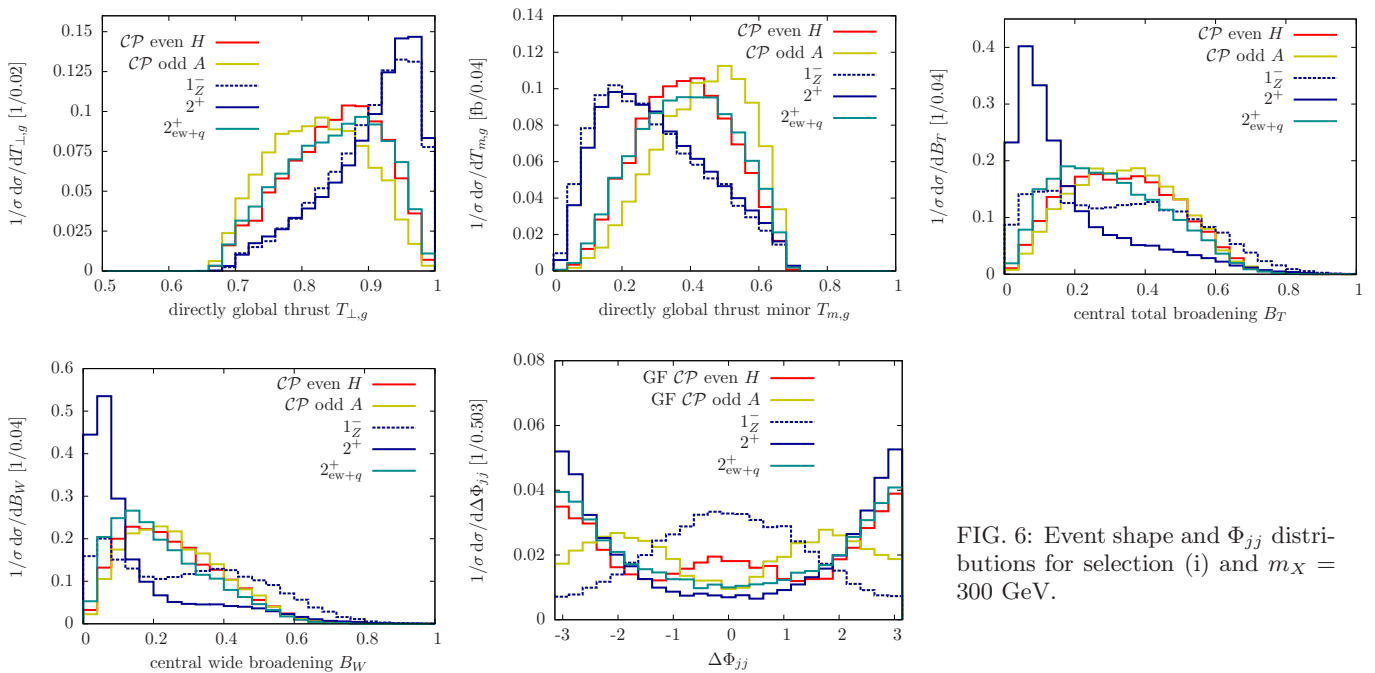 1/σ dσ/dT⊥,g [1/0.02]
0.15
0.125
0.1
0.075
0.05
0.025
0
CP even H
CP odd A
1−Z
2+
2+ew+q
0.5 0.6 0.7 0.8 0.9 1
directly global thrust T⊥,g
1/σ dσ/dTm,g [fb/0.04]
0.14
0.12
0.1
0.08
0.06
0.04
0.02
0
CP even H
CP odd A
1−Z
2+
2+ew+q
0 0.2 0.4 0.6 0.8 1
directly global thrust minor Tm,g
1/σ dσ/dBT [1/0.04]
0.4
0.3
0.2
0.1
0
CP even H
CP odd A
1−Z
2+
2+ew+q
0 0.2 0.4 0.6 0.8 1
central total broadening BT
1/σ dσ/dBW [1/0.04]
0.6
0.5
0.4
0.3
0.2
0.1
0
CP even H
CP odd A
1−Z
2+
2+ew+q
0 0.2 0.4 0.6 0.8 1
central wide broadening BW
1/σ dσ/dΔΦjj [1/0.503]
0.08
0.06
0.04
0.02
0
GF CP even H
GF CP odd A
1−Z
2+
2+ew+q
-3 -2 -1 0 1 2 3
ΔΦjj
FIG. 6: Event shape and Φjj distri-
butions for selection (i) and mX =
300 GeV.